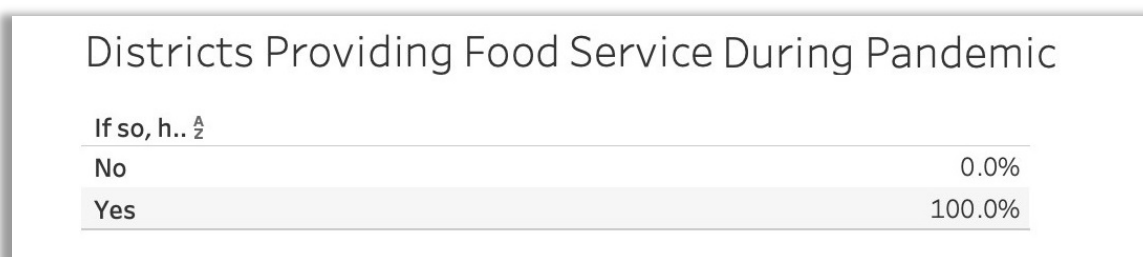 Districts Providing Food Service During Pandemic
If so, h..
No 0.0%
Yes 100.0%